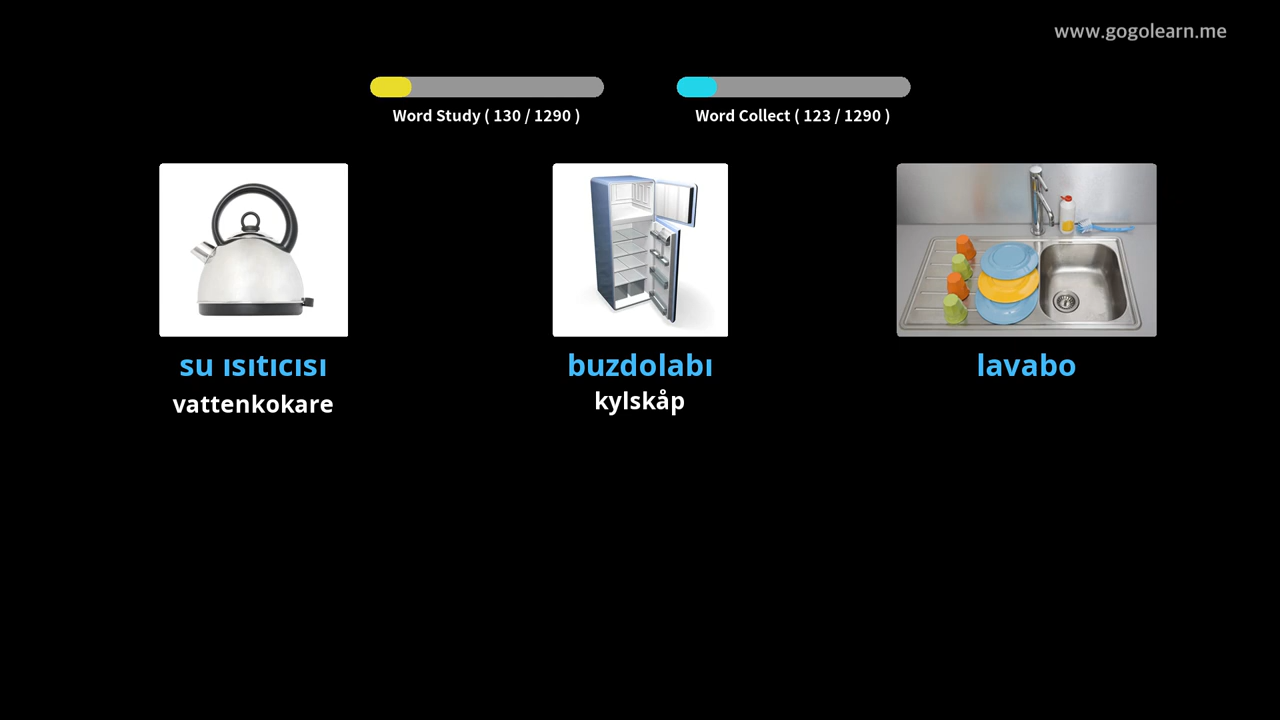 www.gogolearn.me
Word Study ( 130 / 1290 )
Word Collect ( 123 / 1290 )
su ısıtıcısı
buzdolabı
lavabo
vattenkokare
kylskåp